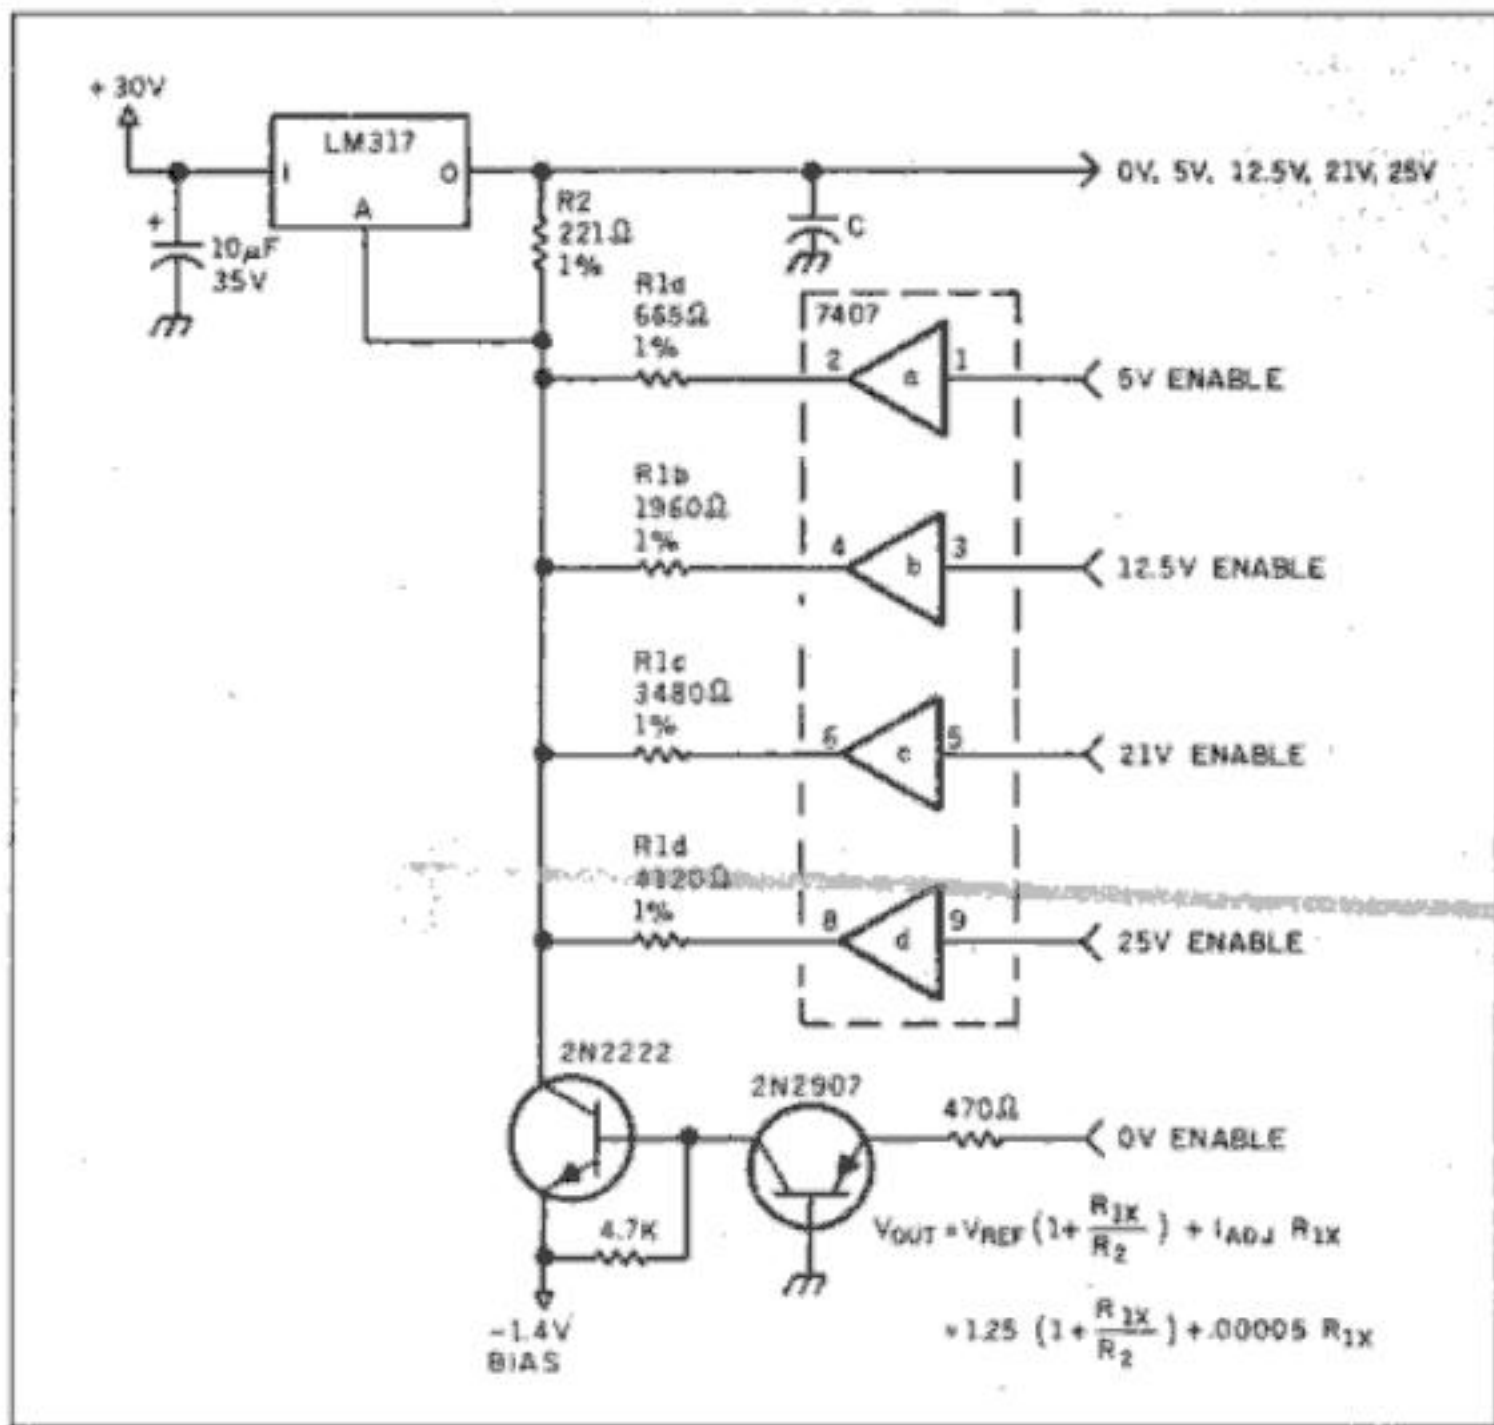 +30V
LM317
I
O
A
+
10µF
35V
R2
221Ω
1%
C
0V, 5V, 12.5V, 21V, 25V
R1a
665Ω
1%
7407
2
a
1
5V ENABLE
R1b
1960Ω
1%
4
b
3
12.5V ENABLE
R1c
3480Ω
1%
6
c
5
21V ENABLE
R1d
1%
8
d
9
25V ENABLE
2N2222
2N2907
470Ω
0V ENABLE
4.7K
-1.4V
BIAS
VOUT = VREF (1+ R1X/R2) + iADJ R1X
= 1.25 (1+ R1X/R2) + .00005 R1X